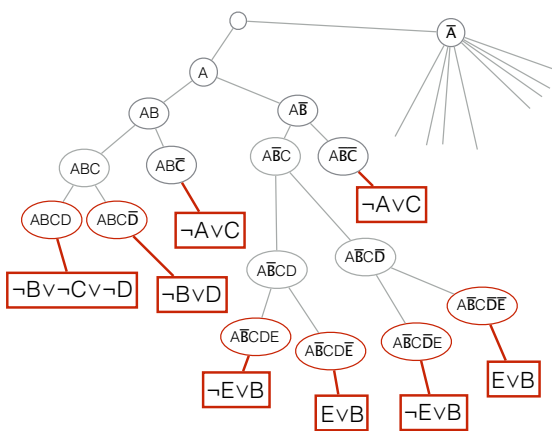 A̅
A
AB
AB̅
ABC
ABC̅
AB̅C
AB̅C̅
ABCD
ABCD̅
¬A∨C
¬A∨C
¬B∨¬C∨¬D
¬B∨D
AB̅CD
AB̅CD̅
AB̅CDE
AB̅CDE̅
AB̅CD̅E
AB̅CD̅E̅
¬E∨B
E∨B
¬E∨B
E∨B